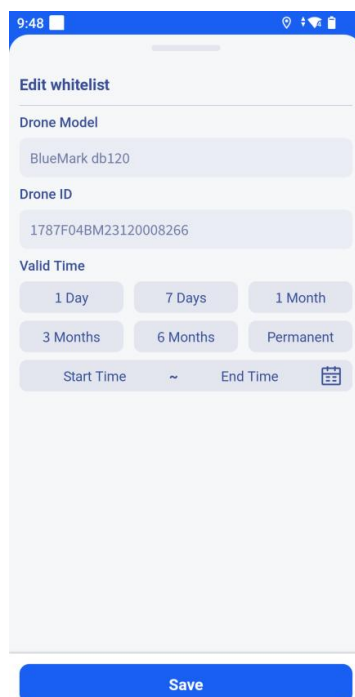 9:48
Edit whitelist
Drone Model
BlueMark db120
Drone ID
1787F04BM23120008266
Valid Time
1 Day 7 Days 1 Month
3 Months 6 Months Permanent
Start Time ~ End Time
Save